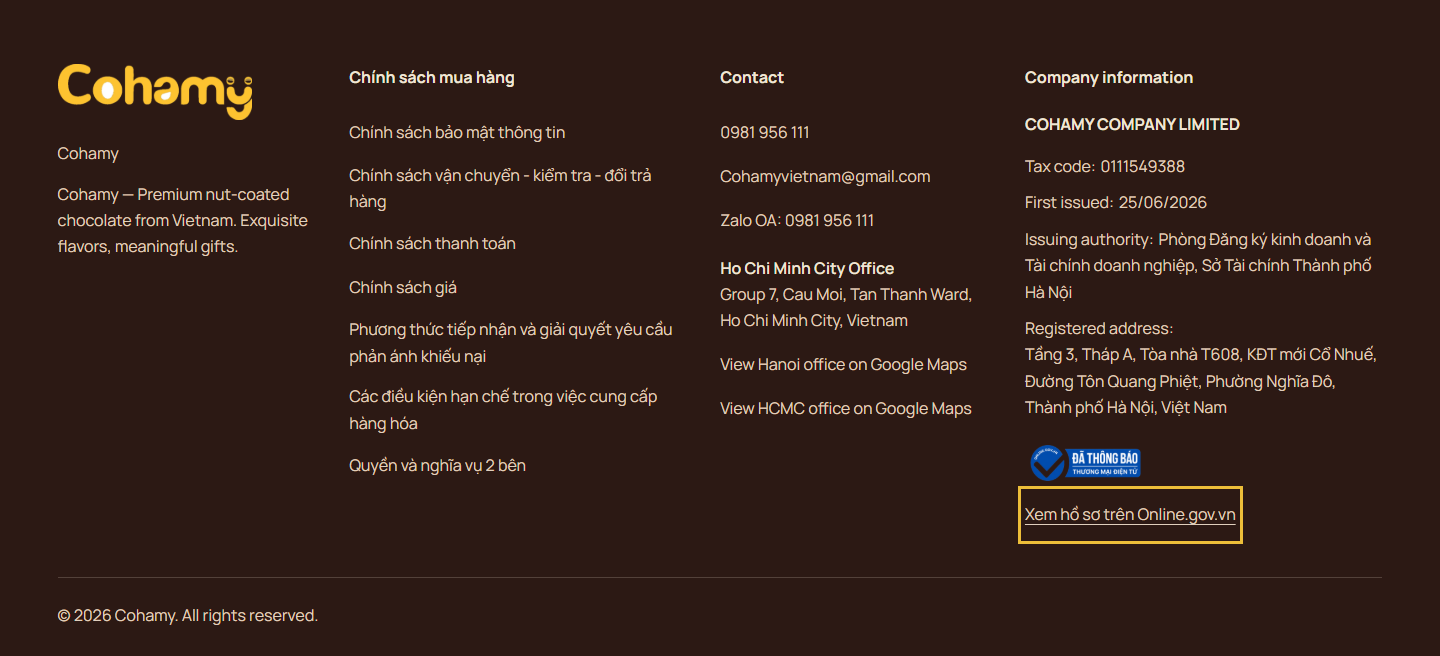 Cohamy
Cohamy
Cohamy — Premium nut-coated
chocolate from Vietnam. Exquisite
flavors, meaningful gifts.
Chính sách mua hàng
Chính sách bảo mật thông tin
Chính sách vận chuyển - kiểm tra - đổi trả
hàng
Chính sách thanh toán
Chính sách giá
Phương thức tiếp nhận và giải quyết yêu cầu
phản ánh khiếu nại
Các điều kiện hạn chế trong việc cung cấp
hàng hóa
Quyền và nghĩa vụ 2 bên
Contact
0981 956 111
Cohamyvietnam@gmail.com
Zalo OA: 0981 956 111
Ho Chi Minh City Office
Group 7, Cau Moi, Tan Thanh Ward,
Ho Chi Minh City, Vietnam
View Hanoi office on Google Maps
View HCMC office on Google Maps
Company information
COHAMY COMPANY LIMITED
Tax code: 0111549388
First issued: 25/06/2026
Issuing authority: Phòng Đăng ký kinh doanh và
Tài chính doanh nghiệp, Sở Tài chính Thành phố
Hà Nội
Registered address:
Tầng 3, Tháp A, Tòa nhà T608, KĐT mới Cổ Nhuế,
Đường Tôn Quang Phiệt, Phường Nghĩa Đô,
Thành phố Hà Nội, Việt Nam
ONLINE.GOV.VN
ĐÃ THÔNG BÁO
THƯƠNG MẠI ĐIỆN TỬ
Xem hồ sơ trên Online.gov.vn
© 2026 Cohamy. All rights reserved.